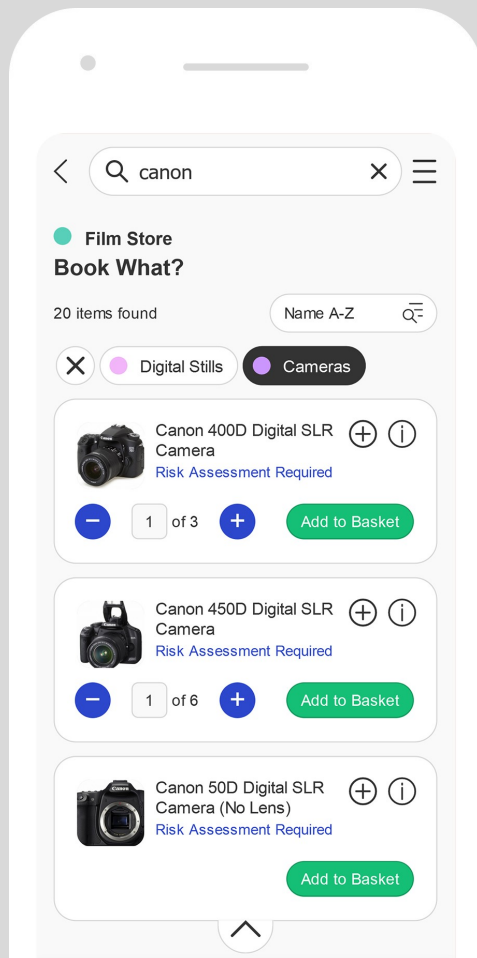 canon
Film Store
Book What?
20 items found
Name A-Z
Digital Stills
Cameras
Canon 400D Digital SLR
Camera
Risk Assessment Required
1 of 3
Add to Basket
Canon 450D Digital SLR
Camera
Risk Assessment Required
1 of 6
Add to Basket
Canon
Canon 50D Digital SLR
Camera (No Lens)
Risk Assessment Required
Add to Basket